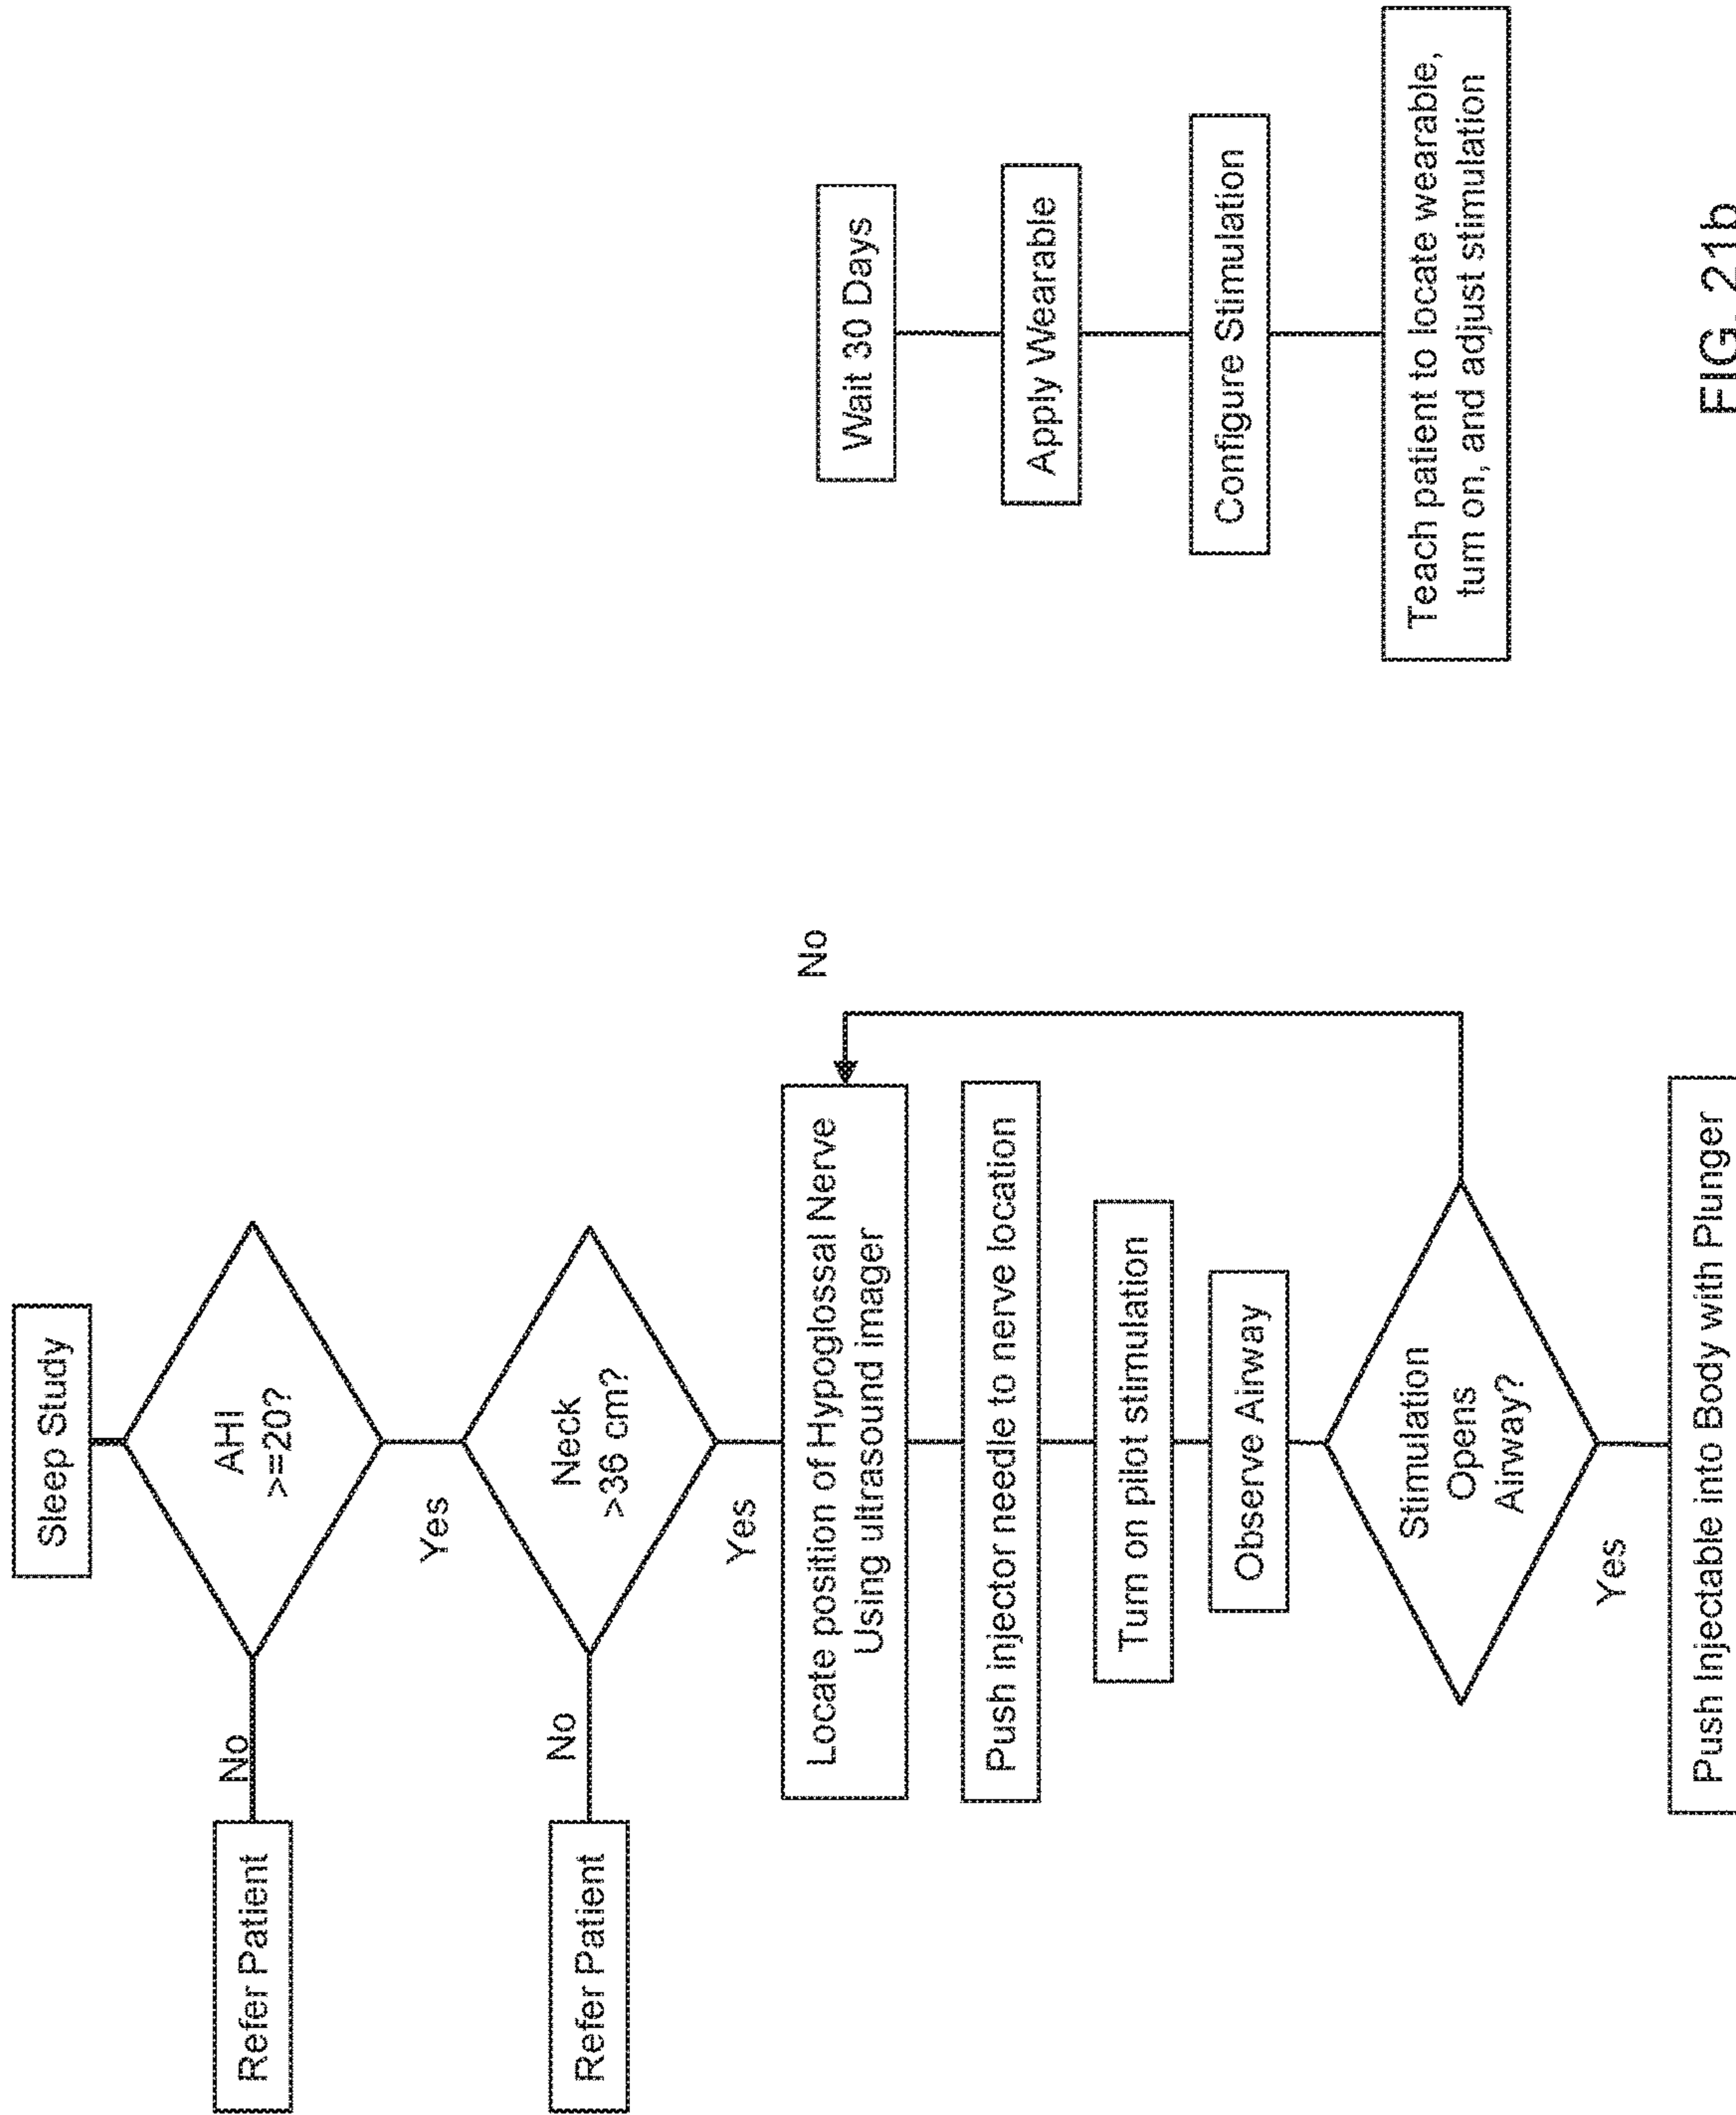 Sleep Study
AHI
>=20?
No
Refer Patient
Yes
Neck
>36 cm?
No
Refer Patient
Yes
Locate position of Hypoglossal Nerve
Using ultrasound imager
No
Push injector needle to nerve location
Turn on pilot stimulation
Observe Airway
Stimulation
Opens
Airway?
Yes
Push Injectable into Body with Plunger
Wait 30 Days
Apply Wearable
Configure Stimulation
Teach patient to locate wearable,
turn on, and adjust stimulation
FIG. 21b